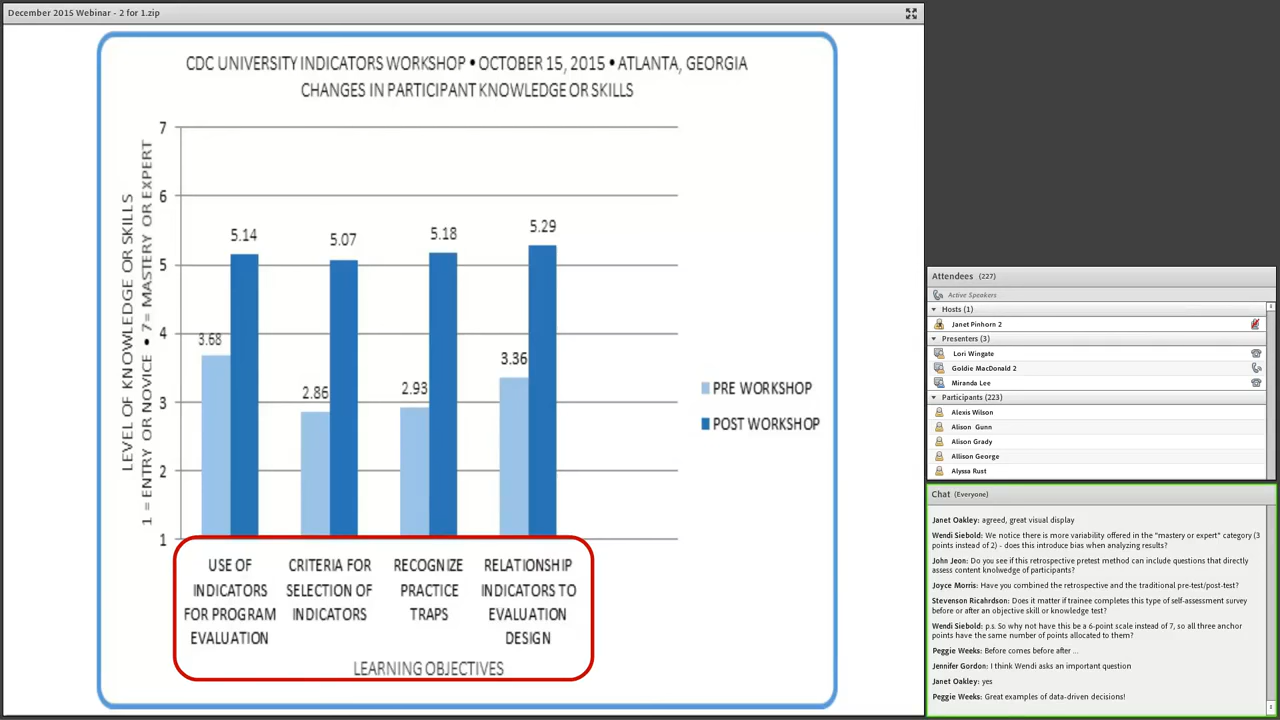 December 2015 Webinar - 2 for 1.zip
CDC UNIVERSITY INDICATORS WORKSHOP • OCTOBER 15, 2015 • ATLANTA, GEORGIA
CHANGES IN PARTICIPANT KNOWLEDGE OR SKILLS
LEVEL OF KNOWLEDGE OR SKILLS
1 = ENTRY OR NOVICE • 7= MASTERY OR EXPERT
7
6
5
4
3
2
1
3.68
5.14
2.86
5.07
2.93
5.18
3.36
5.29
PRE WORKSHOP
POST WORKSHOP
USE OF
INDICATORS
FOR PROGRAM
EVALUATION
CRITERIA FOR
SELECTION OF
INDICATORS
RECOGNIZE
PRACTICE
TRAPS
RELATIONSHIP
INDICATORS TO
EVALUATION
DESIGN
LEARNING OBJECTIVES
Attendees (227)
Active Speakers
Hosts (1)
Janet Pinhorn 2
Presenters (3)
Lori Wingate
Goldie MacDonald 2
Miranda Lee
Participants (223)
Alexis Wilson
Alison Gunn
Alison Grady
Allison George
Alyssa Rust
Chat (Everyone)
Janet Oakley: agreed, great visual display
Wendi Siebold: We notice there is more variability offered in the "mastery or expert" category (3
points instead of 2) - does this introduce bias when analyzing results?
John Jeon: Do you see if this retrospective pretest method can include questions that directly
assess content knolwedge of participants?
Joyce Morris: Have you combined the retrospective and the traditional pre-test/post-test?
Stevenson Ricahrdson: Does it matter if trainee completes this type of self-assessment survey
before or after an objective skill or knowledge test?
Wendi Siebold: p.s. So why not have this be a 6-point scale instead of 7, so all three anchor
points have the same number of points allocated to them?
Peggie Weeks: Before comes before after ...
Jennifer Gordon: I think Wendi asks an important question
Janet Oakley: yes
Peggie Weeks: Great examples of data-driven decisions!